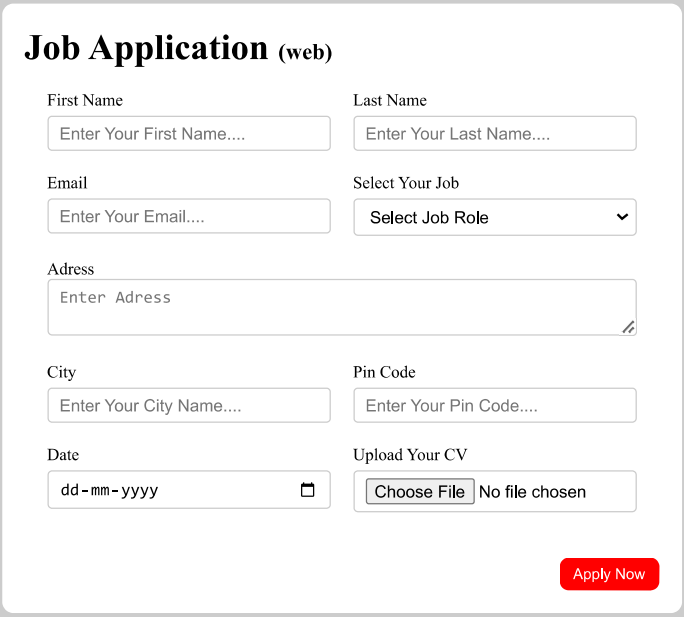 Job Application (web)
First Name Last Name
Enter Your First Name.... Enter Your Last Name....
Email Select Your Job
Enter Your Email.... Select Job Role
Adress
Enter Adress
City Pin Code
Enter Your City Name.... Enter Your Pin Code....
Date Upload Your CV
dd-mm-yyyy Choose File No file chosen
Apply Now